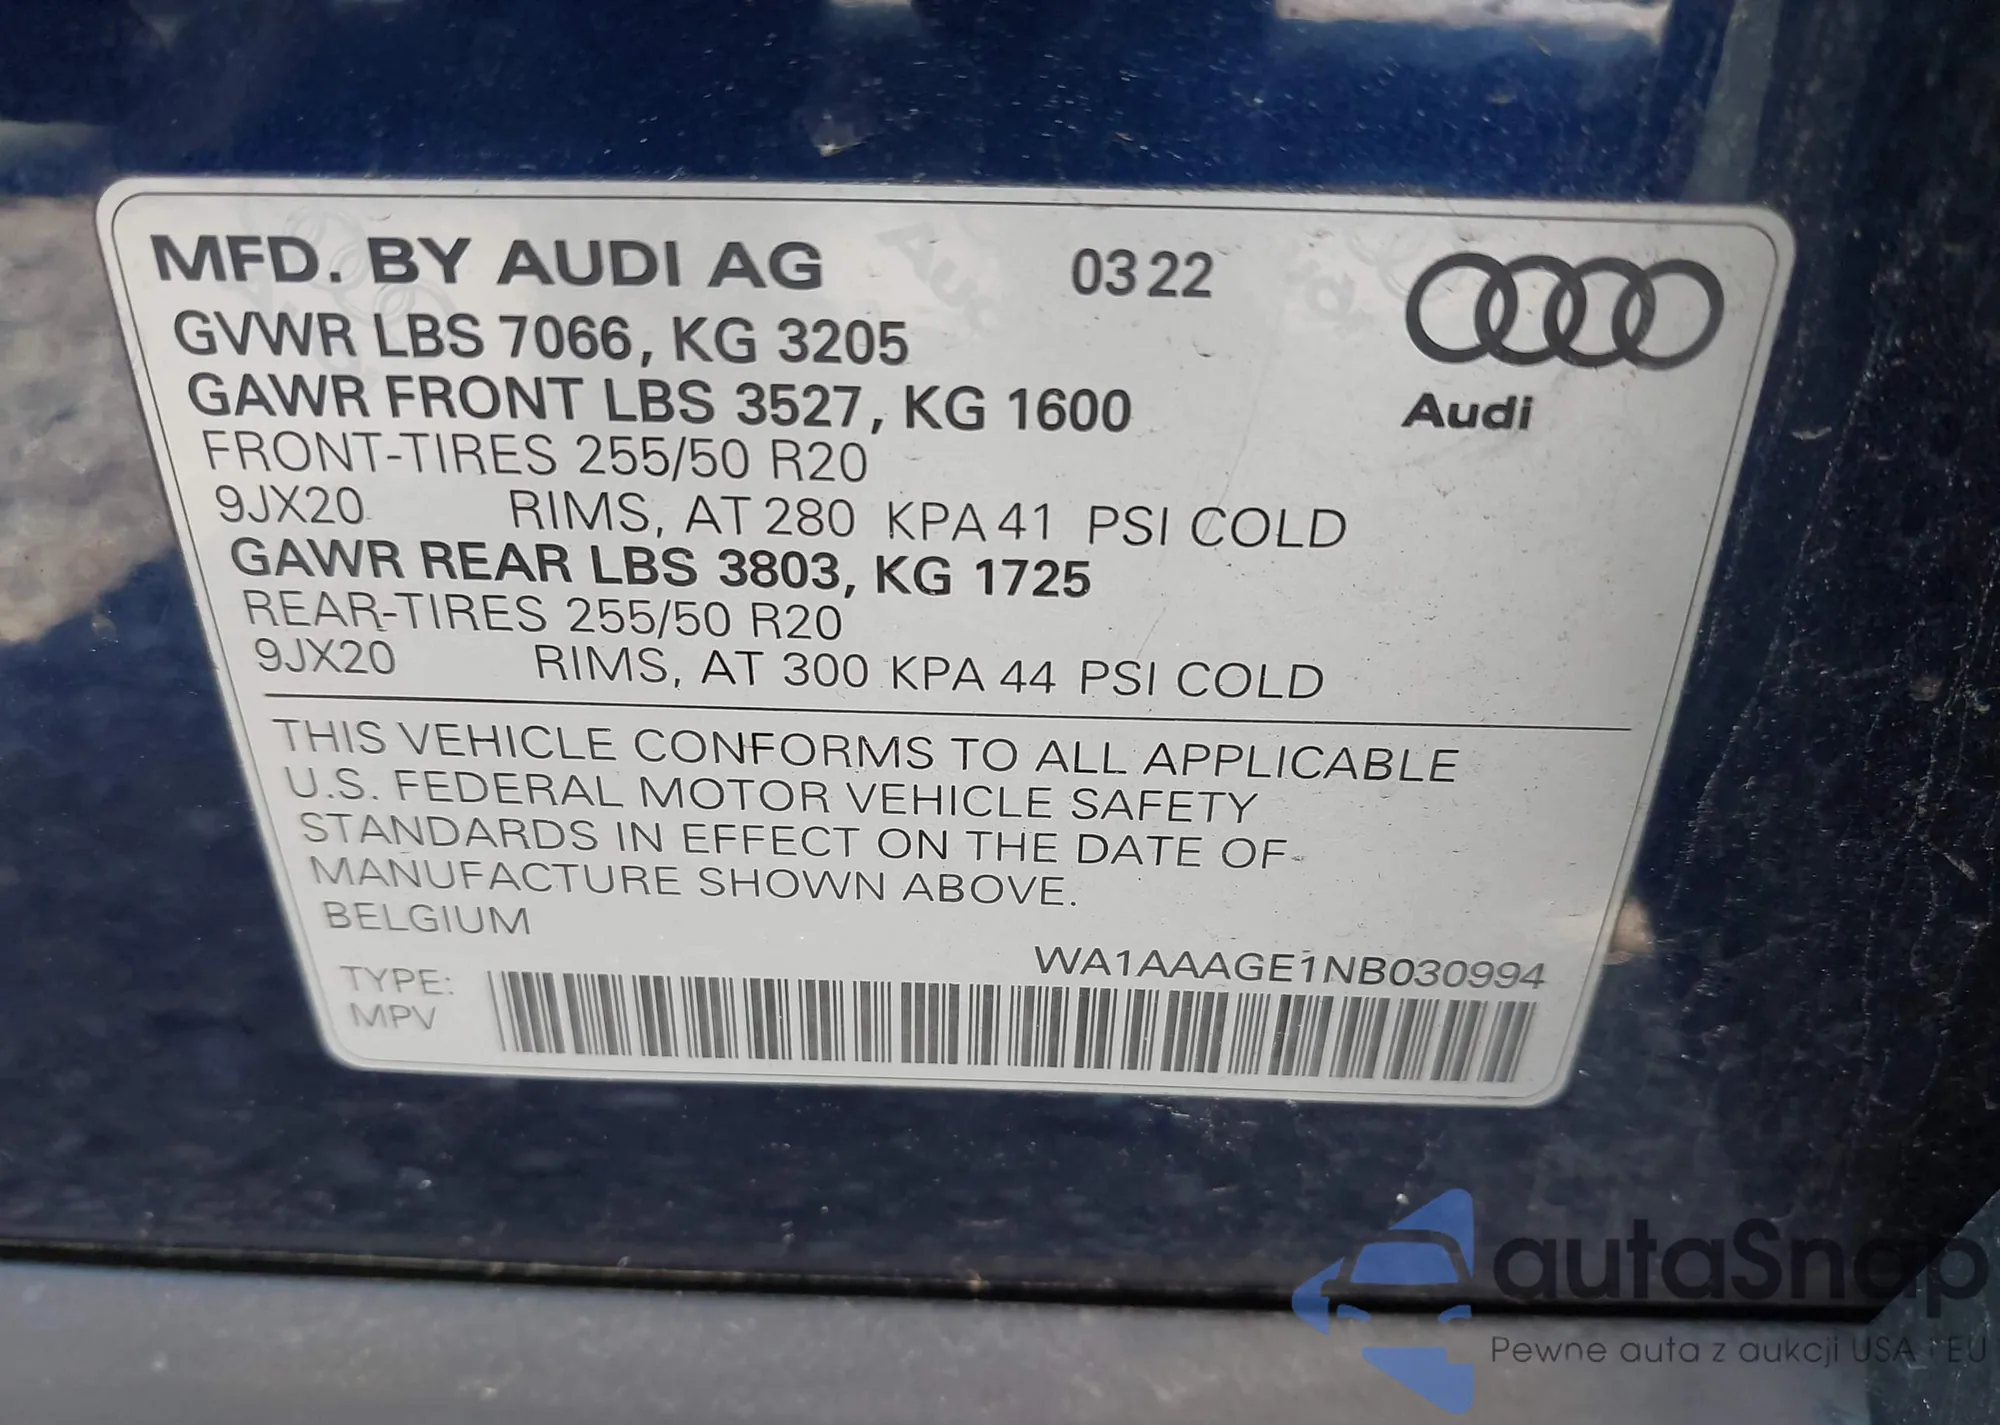 MFD. BY AUDI AG 03 22
GVWR LBS 7066, KG 3205
GAWR FRONT LBS 3527, KG 1600
Audi
FRONT-TIRES 255/50 R20
9JX20 RIMS, AT 280 KPA 41 PSI COLD
GAWR REAR LBS 3803, KG 1725
REAR-TIRES 255/50 R20
9JX20 RIMS, AT 300 KPA 44 PSI COLD
THIS VEHICLE CONFORMS TO ALL APPLICABLE
U.S. FEDERAL MOTOR VEHICLE SAFETY
STANDARDS IN EFFECT ON THE DATE OF
MANUFACTURE SHOWN ABOVE.
BELGIUM
WA1AAAGE1NB030994
TYPE:
MPV
autaSnap
Pewne auta z aukcji USA i EU